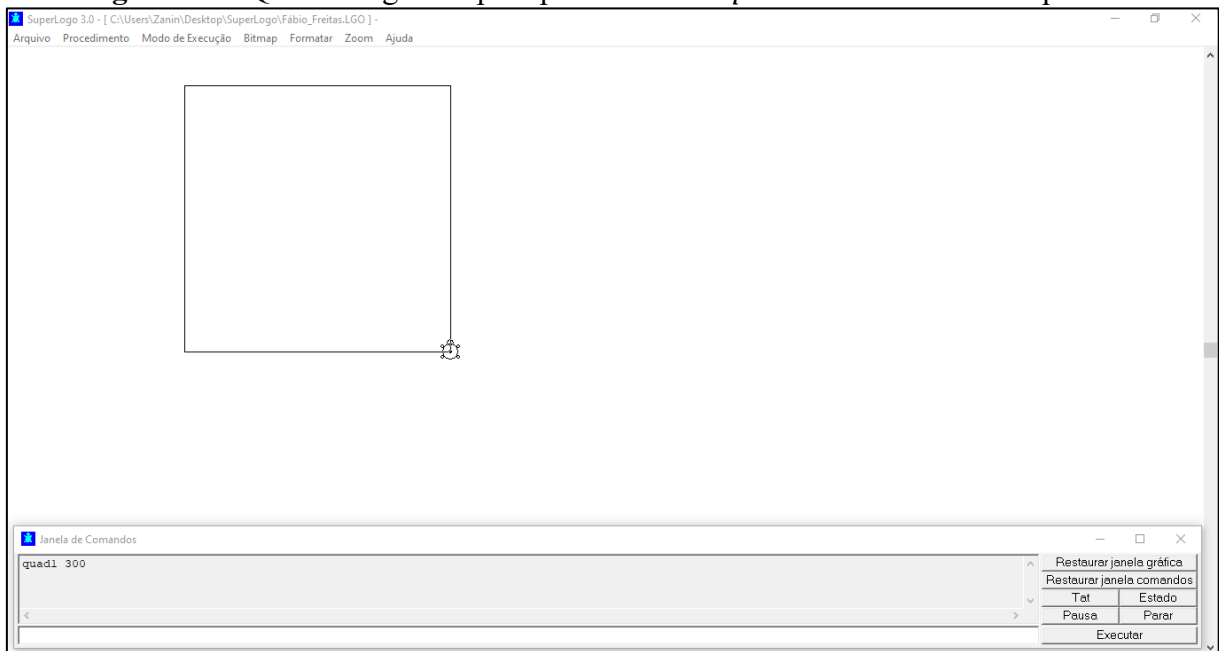 SuperLogo 3.0 - [ C:\Users\Zanin\Desktop\SuperLogo\Fábio_Freitas.LGO ] -
Arquivo Procedimento Modo de Execução Bitmap Formatar Zoom Ajuda
Janela de Comandos
quadl 300
Restaurar janela gráfica
Restaurar janela comandos
Tat Estado
Pausa Parar
Executar